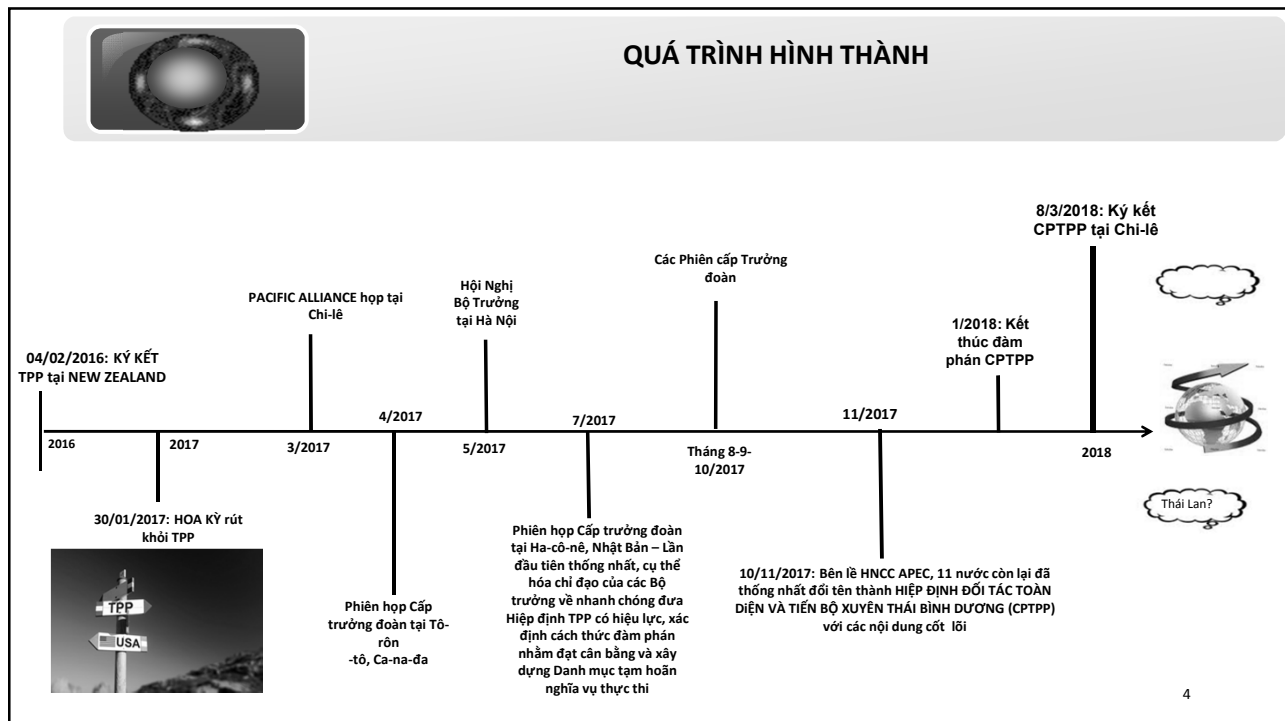 QUÁ TRÌNH HÌNH THÀNH
8/3/2018: Ký kết
CPTPP tại Chi-lê
Các Phiên cấp Trưởng
đoàn
Hội Nghị
Bộ Trưởng
tại Hà Nội
PACIFIC ALLIANCE họp tại
Chi-lê
1/2018: Kết
thúc đàm
phán CPTPP
04/02/2016: KÝ KẾT
TPP tại NEW ZEALAND
4/2017
7/2017
11/2017
2016
2017
3/2017
5/2017
Tháng 8-9-
10/2017
2018
Thái Lan?
30/01/2017: HOA KỲ rút
khỏi TPP
TPP
USA
Phiên họp Cấp
trưởng đoàn tại Tô-
rôn
-tô, Ca-na-đa
Phiên họp Cấp trưởng đoàn
tại Ha-cô-nê, Nhật Bản – Lần
đầu tiên thống nhất, cụ thể
hóa chỉ đạo của các Bộ
trưởng về nhanh chóng đưa
Hiệp định TPP có hiệu lực, xác
định cách thức đàm phán
nhằm đạt cân bằng và xây
dựng Danh mục tạm hoãn
nghĩa vụ thực thi
10/11/2017: Bên lề HNCC APEC, 11 nước còn lại đã
thống nhất đổi tên thành HIỆP ĐỊNH ĐỐI TÁC TOÀN
DIỆN VÀ TIẾN BỘ XUYÊN THÁI BÌNH DƯƠNG (CPTPP)
với các nội dung cốt lõi
4